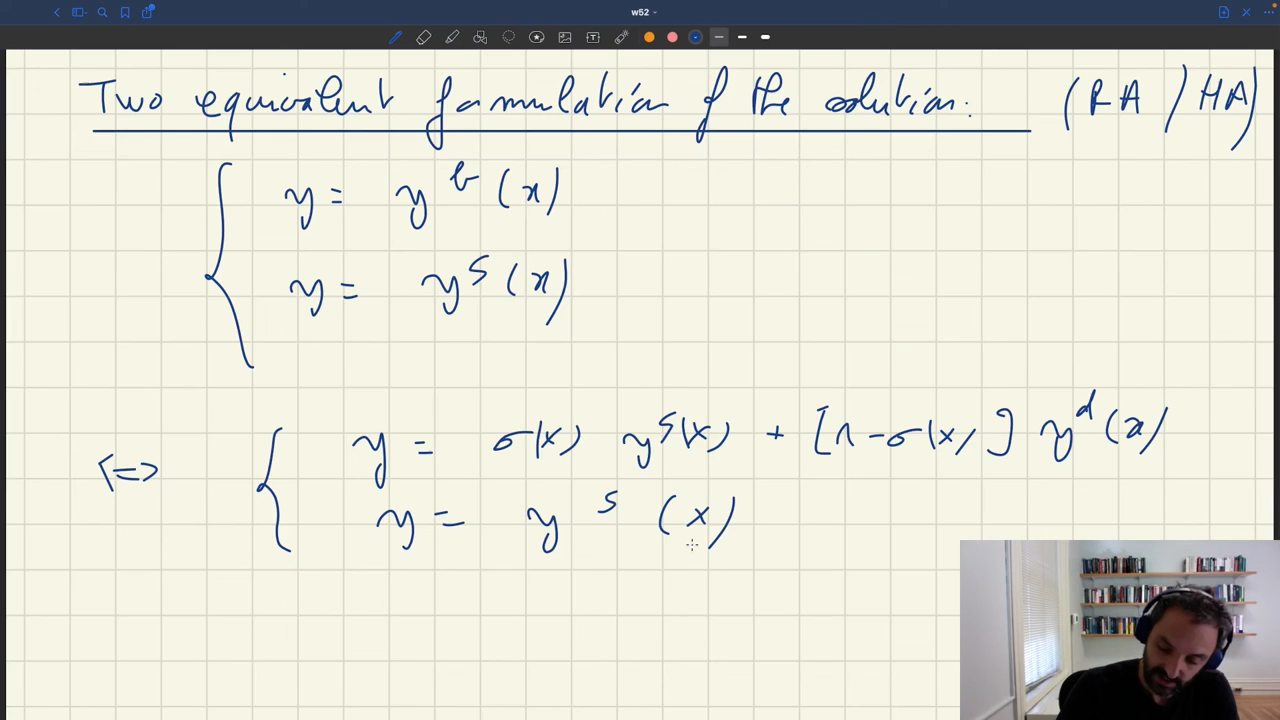 w52
Two equivalent formulation of the solution: (RA / HA)
y = y^b (x)
y = y^s (x)
<=> y = σ(x) y^s(x) + [1 - σ(x)] y^d(x)
y = y^s (x)